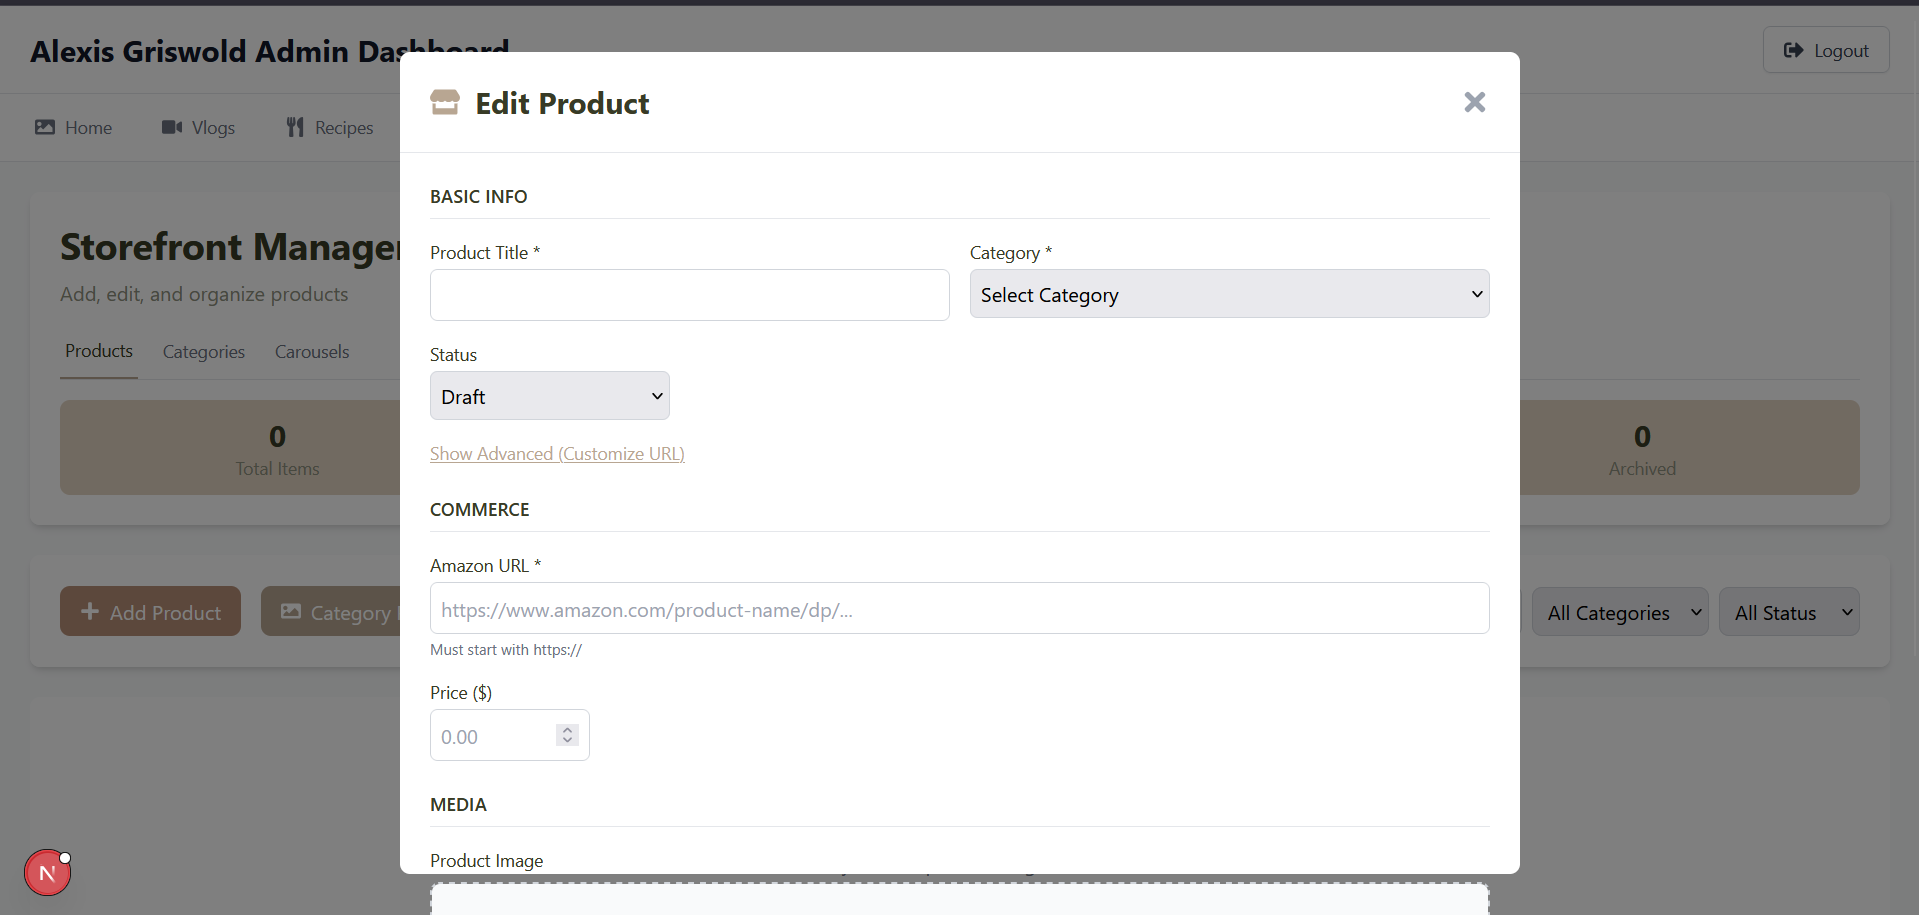 Alexis Griswold Admin Dashboard
Logout
Home
Vlogs
Recipes
Storefront Manager
Add, edit, and organize products
Products
Categories
Carousels
0
Total Items
0
Archived
Add Product
Category
All Categories
All Status
Edit Product
BASIC INFO
Product Title *
Category *
Select Category
Status
Draft
Show Advanced (Customize URL)
COMMERCE
Amazon URL *
https://www.amazon.com/product-name/dp/...
Must start with https://
Price ($)
0.00
MEDIA
Product Image
N